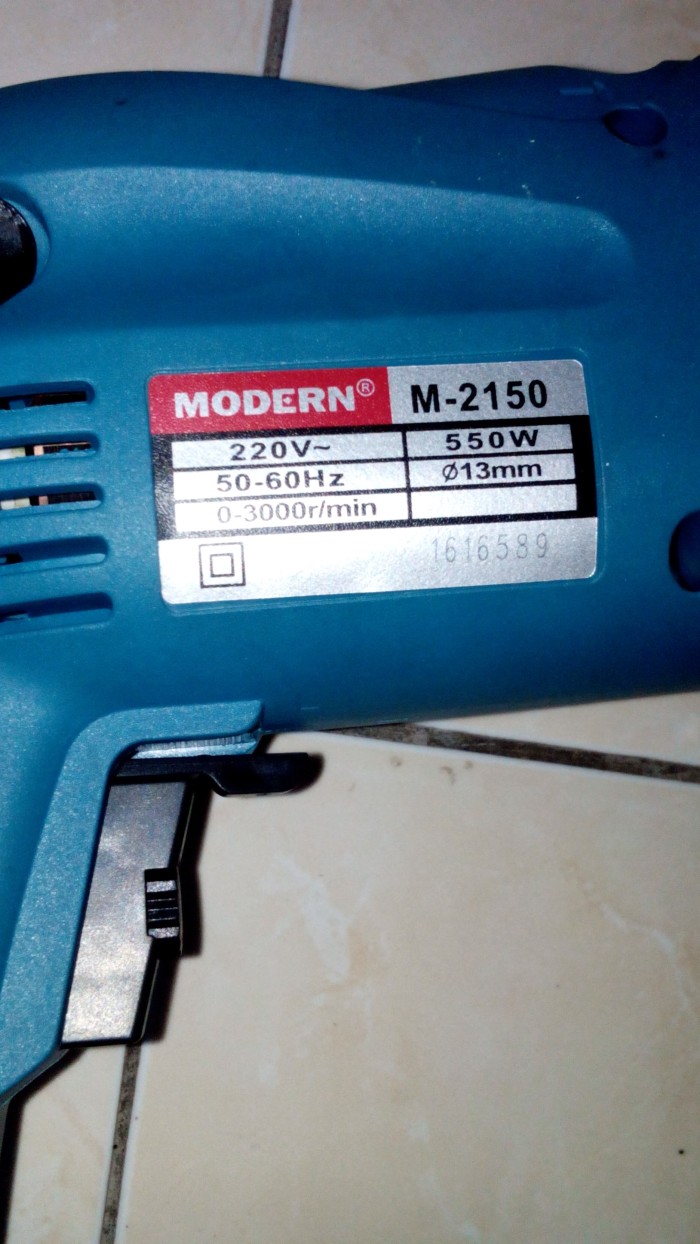 MODERN® M-2150
220V~ 550W
50-60Hz Ø13mm
0-3000r/min
1616589